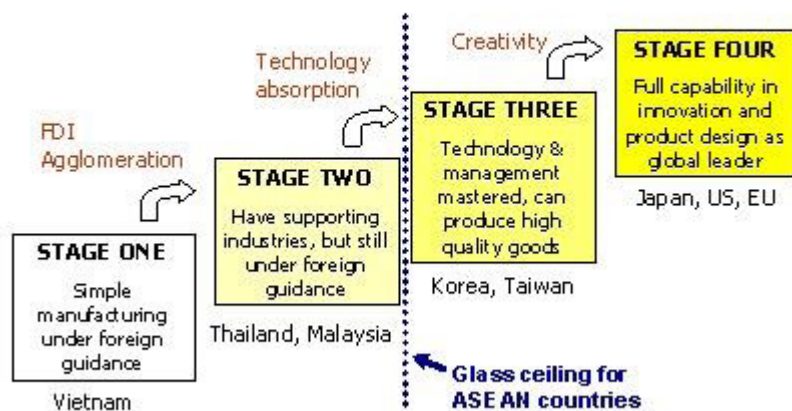 FDI
Agglomeration
STAGE ONE
Simple
manufacturing
under foreign
guidance
Vietnam
Technology
absorption
STAGE TWO
Have supporting
industries, but still
under foreign
guidance
Thailand, Malaysia
Creativity
STAGE THREE
Technology &
management
mastered, can
produce high
quality goods
Korea, Taiwan
STAGE FOUR
Full capability in
innovation and
product design as
global leader
Japan, US, EU
Glass ceiling for
ASEAN countries